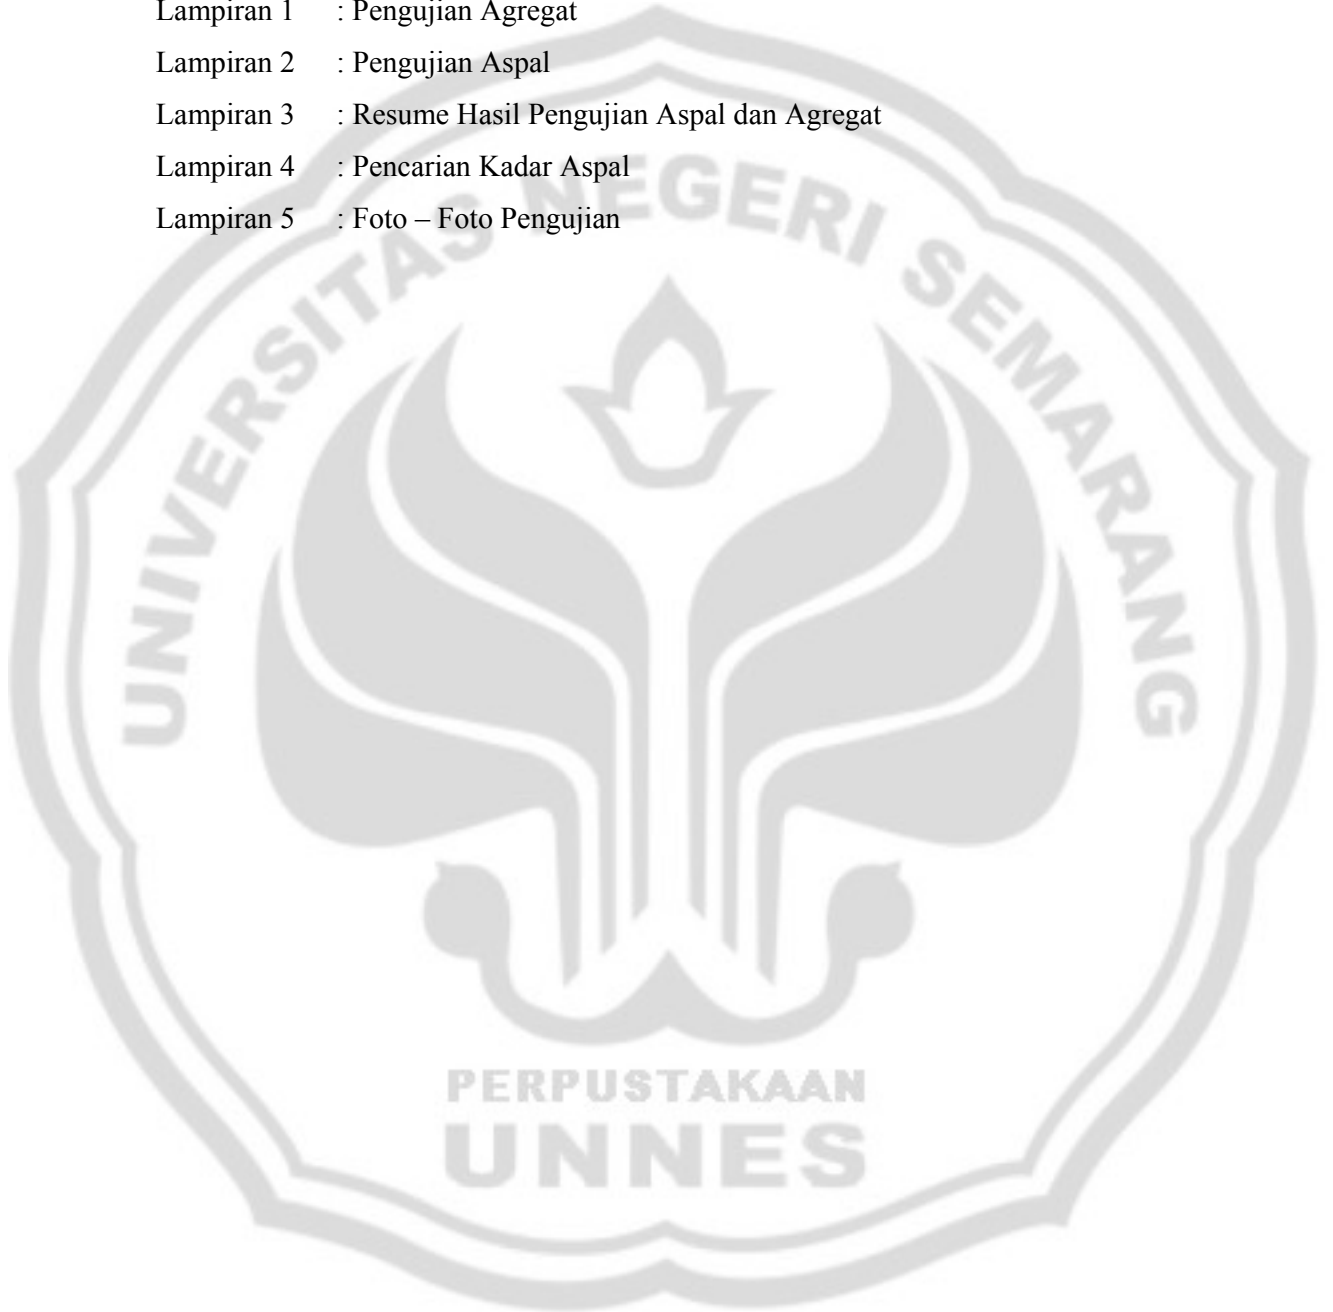 Lampiran 1 : Pengujian Agregat
Lampiran 2 : Pengujian Aspal
Lampiran 3 : Resume Hasil Pengujian Aspal dan Agregat
Lampiran 4 : Pencarian Kadar Aspal
Lampiran 5 : Foto – Foto Pengujian
UNIVERSITAS NEGERI SEMARANG
PERPUSTAKAAN
UNNES